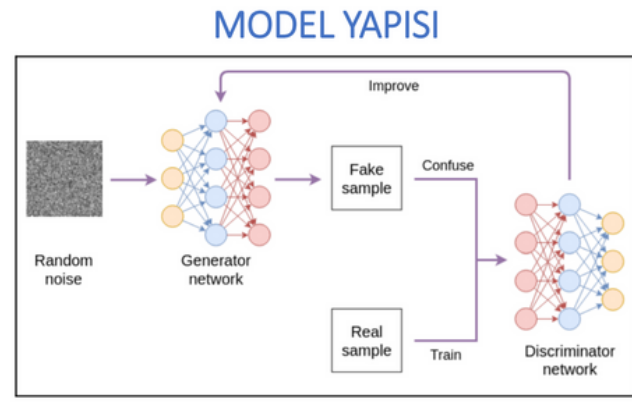 MODEL YAPISI
Improve
Random
noise
Generator
network
Fake
sample
Confuse
Real
sample
Train
Discriminator
network